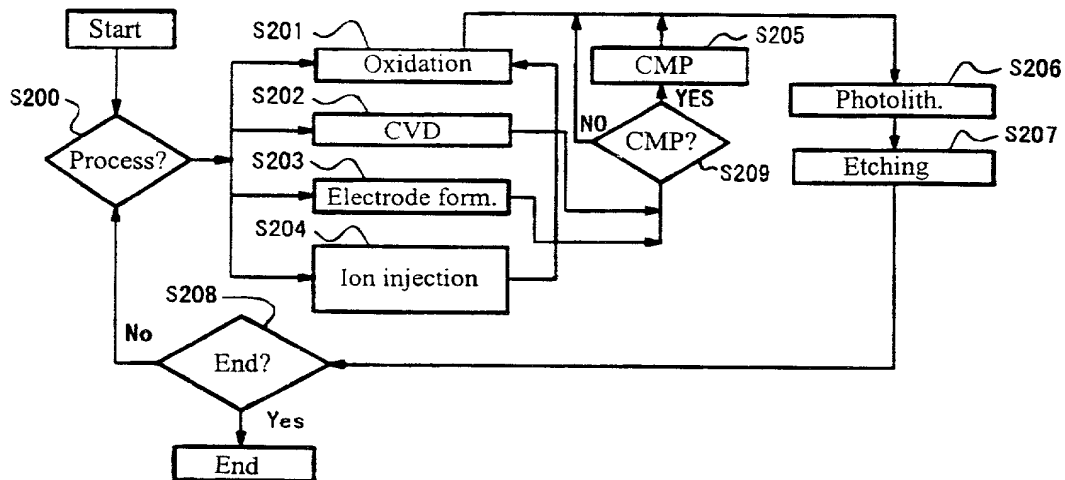 Start
S200
Process?
S201
Oxidation
S202
CVD
S203
Electrode form.
S204
Ion injection
S205
CMP
YES
NO
CMP?
S209
S206
Photolith.
S207
Etching
S208
No
End?
Yes
End